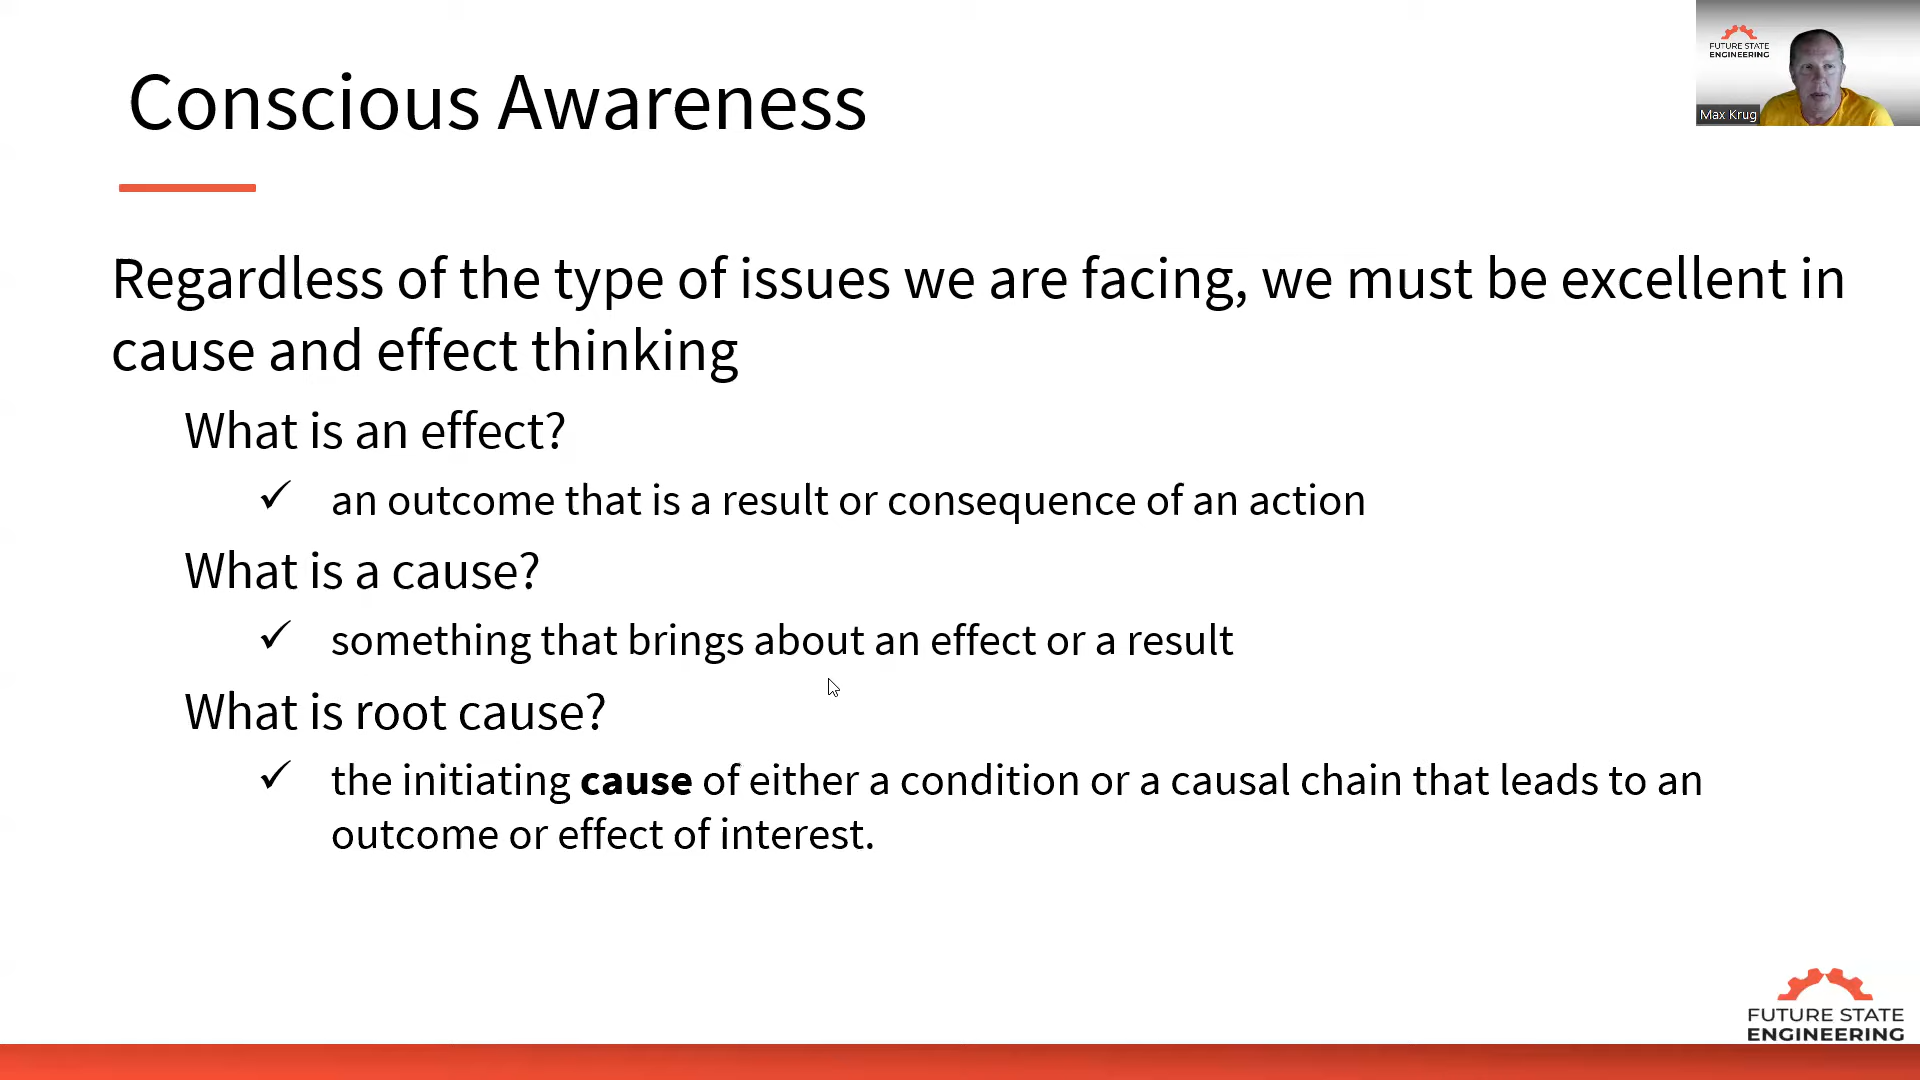 Conscious Awareness
FUTURE STATE
ENGINEERING
Max Krug
Regardless of the type of issues we are facing, we must be excellent in
cause and effect thinking
What is an effect?
✓ an outcome that is a result or consequence of an action
What is a cause?
✓ something that brings about an effect or a result
What is root cause?
✓ the initiating cause of either a condition or a causal chain that leads to an
outcome or effect of interest.
FUTURE STATE
ENGINEERING